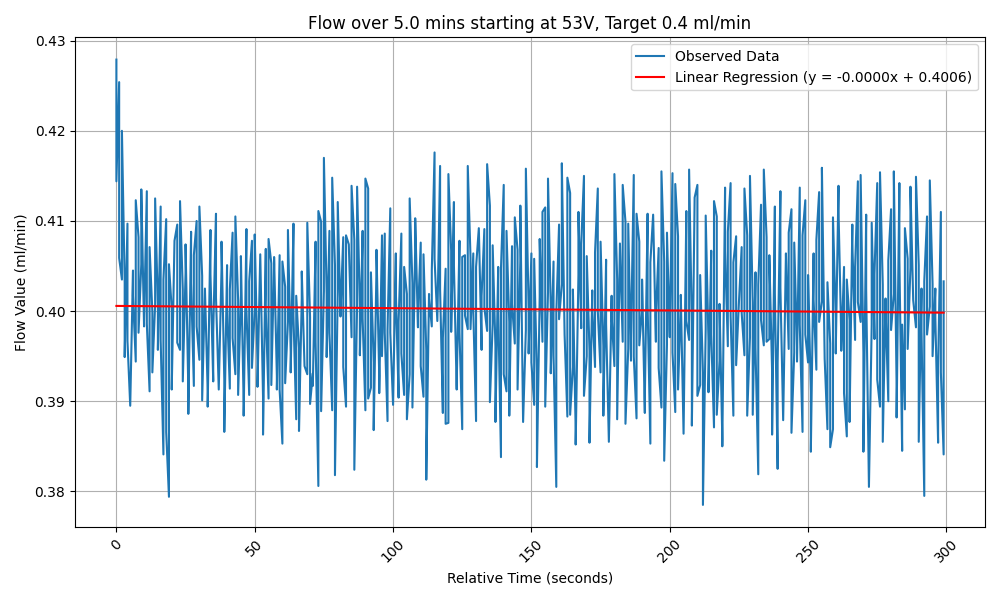 Flow over 5.0 mins starting at 53V, Target 0.4 ml/min
Observed Data
Linear Regression (y = -0.0000x + 0.4006)
Flow Value (ml/min)
0.43
0.42
0.41
0.40
0.39
0.38
0
50
100
150
200
250
300
Relative Time (seconds)